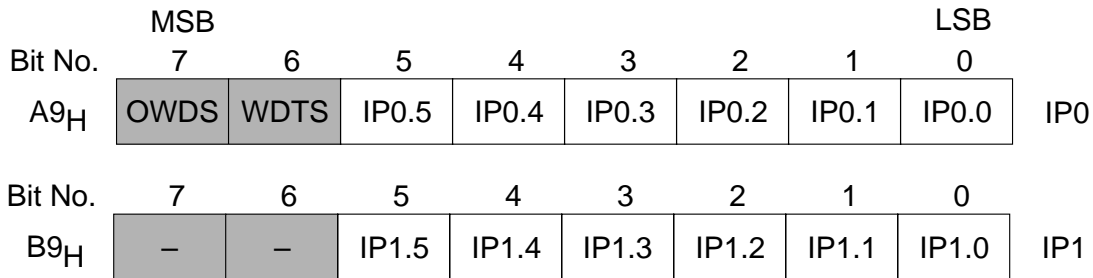 MSB LSB
Bit No. 7 6 5 4 3 2 1 0
A9H OWDS WDTS IP0.5 IP0.4 IP0.3 IP0.2 IP0.1 IP0.0 IP0
Bit No. 7 6 5 4 3 2 1 0
B9H – – IP1.5 IP1.4 IP1.3 IP1.2 IP1.1 IP1.0 IP1